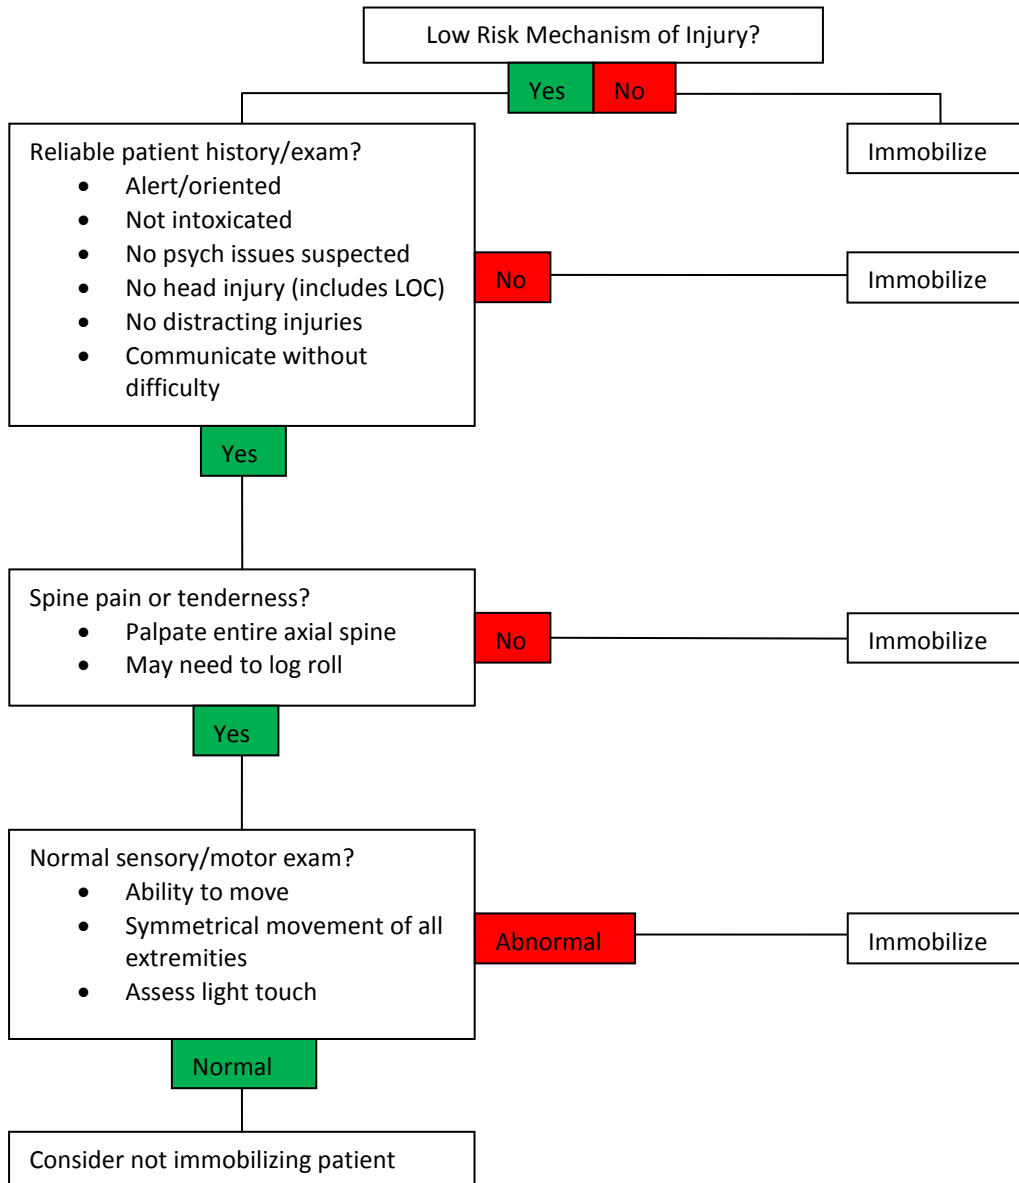 Low Risk Mechanism of Injury?
Yes No
Reliable patient history/exam?
• Alert/oriented
• Not intoxicated
• No psych issues suspected
• No head injury (includes LOC)
• No distracting injuries
• Communicate without
difficulty
Immobilize
No
Immobilize
Yes
Spine pain or tenderness?
• Palpate entire axial spine
• May need to log roll
No
Immobilize
Yes
Normal sensory/motor exam?
• Ability to move
• Symmetrical movement of all
extremities
• Assess light touch
Abnormal
Immobilize
Normal
Consider not immobilizing patient